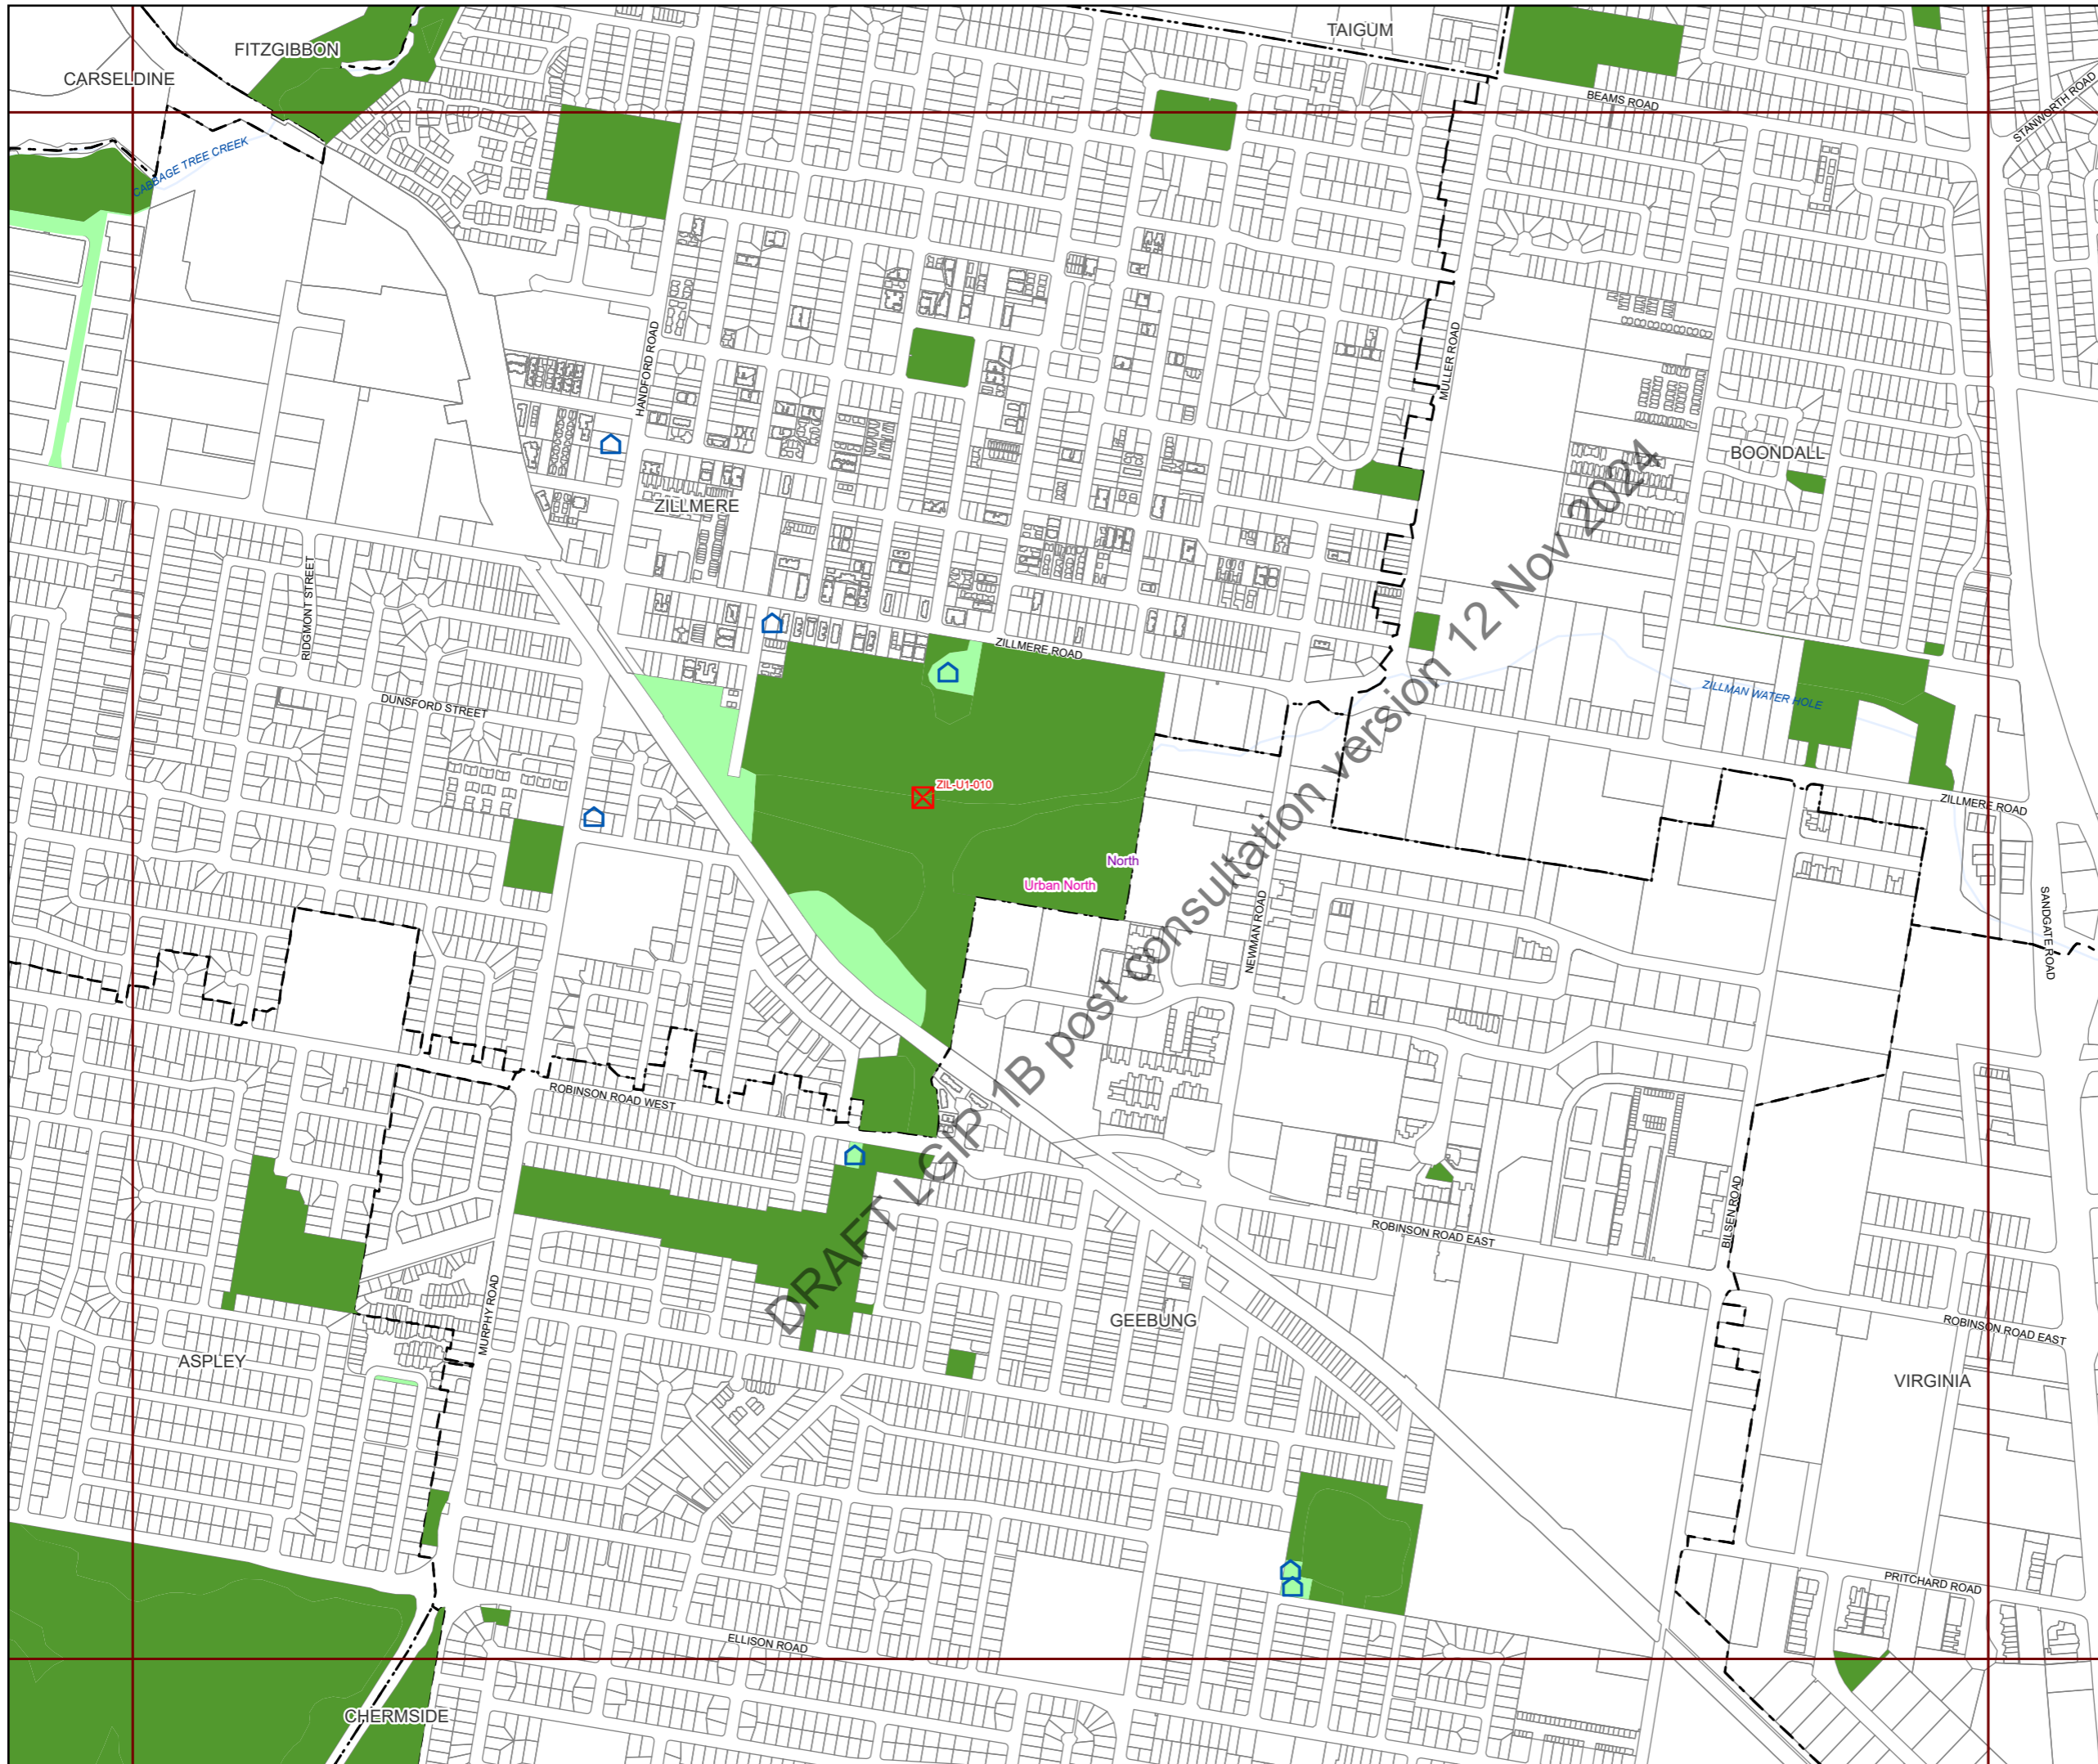 TAIGUM
FITZGIBBON
CARSELDINE
BEAMS ROAD
STANWORTH ROAD
CABBAGE TREE CREEK
HANDFORD ROAD
MULLER ROAD
BOONDALL
ZILLMERE
RIDGMONT STREET
ZILLMERE ROAD
DUNSFORD STREET
ZILLMAN WATER HOLE
ZIL-U1-010
ZILLMERE ROAD
North
Urban North
NEWMAN ROAD
SANDGATE ROAD
DRAFT LGIP 1B post consultation version 12 Nov 2024
ROBINSON ROAD WEST
BILSEN ROAD
ROBINSON ROAD EAST
MURPHY ROAD
GEEBUNG
ROBINSON ROAD EAST
ASPLEY
VIRGINIA
PRITCHARD ROAD
ELLISON ROAD
CHERMSIDE